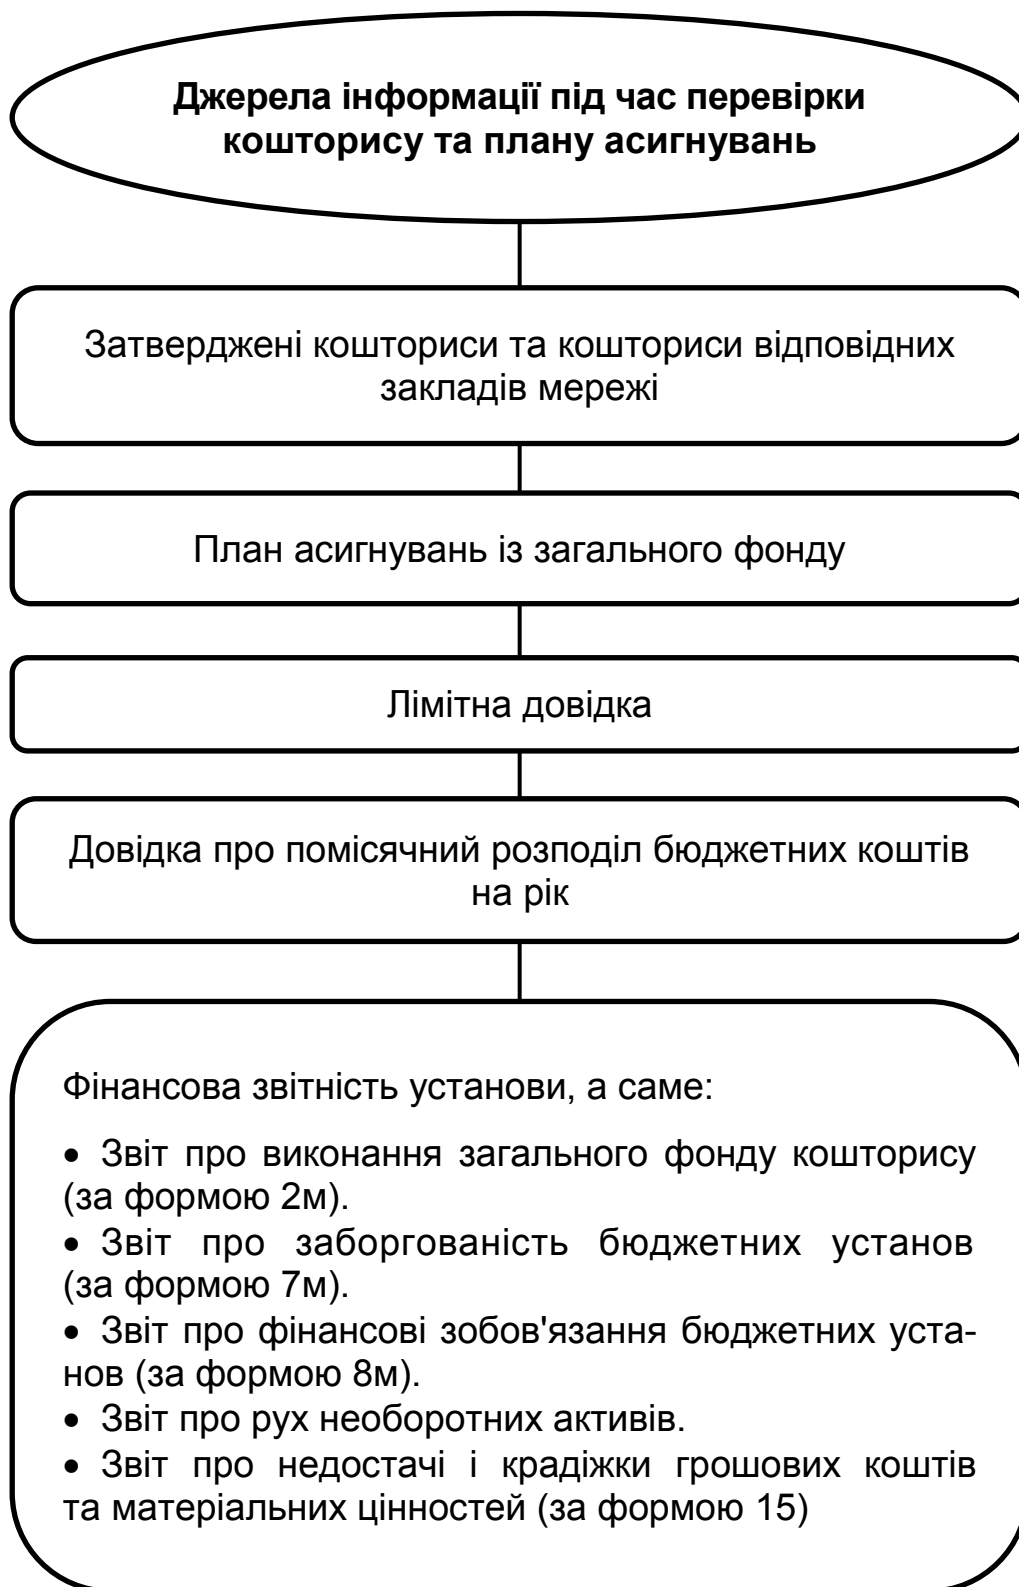 Джерела інформації під час перевірки
кошторису та плану асигнувань
Затверджені кошториси та кошториси відповідних
закладів мережі
План асигнувань із загального фонду
Лімітна довідка
Довідка про помісячний розподіл бюджетних коштів
на рік
Фінансова звітність установи, а саме:
• Звіт про виконання загального фонду кошторису
(за формою 2м).
• Звіт про заборгованість бюджетних установ
(за формою 7м).
• Звіт про фінансові зобов'язання бюджетних уста-
нов (за формою 8м).
• Звіт про рух необоротних активів.
• Звіт про недостачі і крадіжки грошових коштів
та матеріальних цінностей (за формою 15)